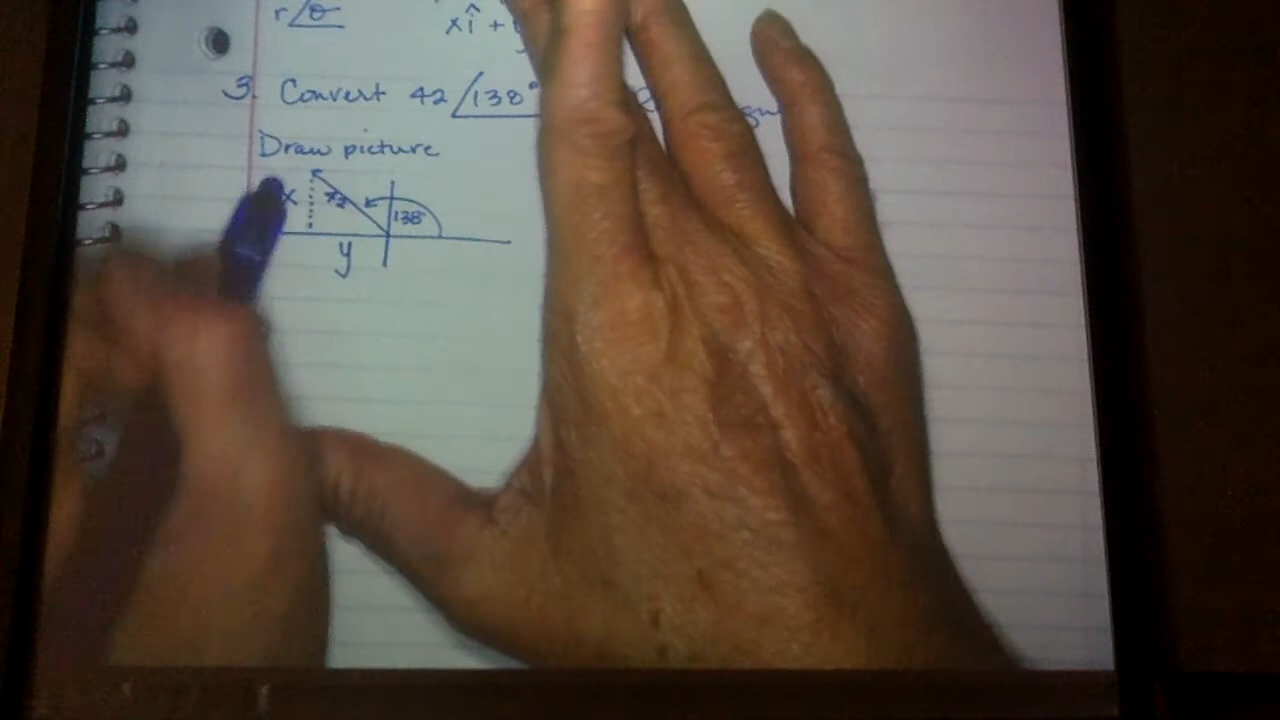 r∠θ xî +
3. Convert 42 ∠138°
Draw picture
x 42 138°
y